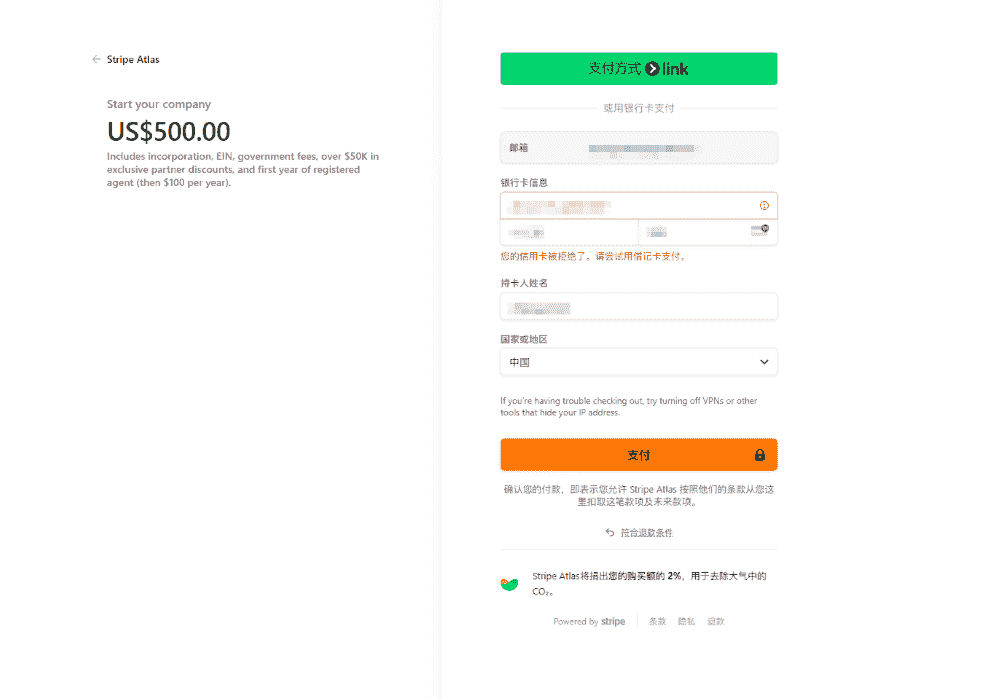 Stripe Atlas
Start your company
US$500.00
Includes incorporation, EIN, government fees, over $50K in
exclusive partner discounts, and first year of registered
agent (then $100 per year).
支付方式 link
或用银行卡支付
邮箱
银行卡信息
您的信用卡被拒绝了。请尝试用借记卡支付。
持卡人姓名
国家或地区
中国
If you're having trouble checking out, try turning off VPNs or other
tools that hide your IP address.
支付
确认您的付款，即表示您允许 Stripe Atlas 按照他们的条款从您这
里扣取这笔款项及未来款项。
符合退款条件
Stripe Atlas将捐出您的购买额的 2%，用于去除大气中的
CO₂。
Powered by stripe
条款 隐私 退款